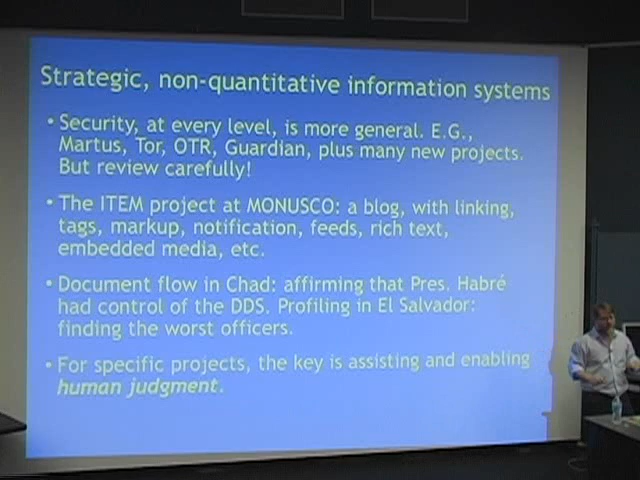 Strategic, non-quantitative information systems
• Security, at every level, is more general. E.G.,
Martus, Tor, OTR, Guardian, plus many new projects.
But review carefully!
• The ITEM project at MONUSCO: a blog, with linking,
tags, markup, notification, feeds, rich text,
embedded media, etc.
• Document flow in Chad: affirming that Pres. Habré
had control of the DDS. Profiling in El Salvador:
finding the worst officers.
• For specific projects, the key is assisting and enabling
human judgment.